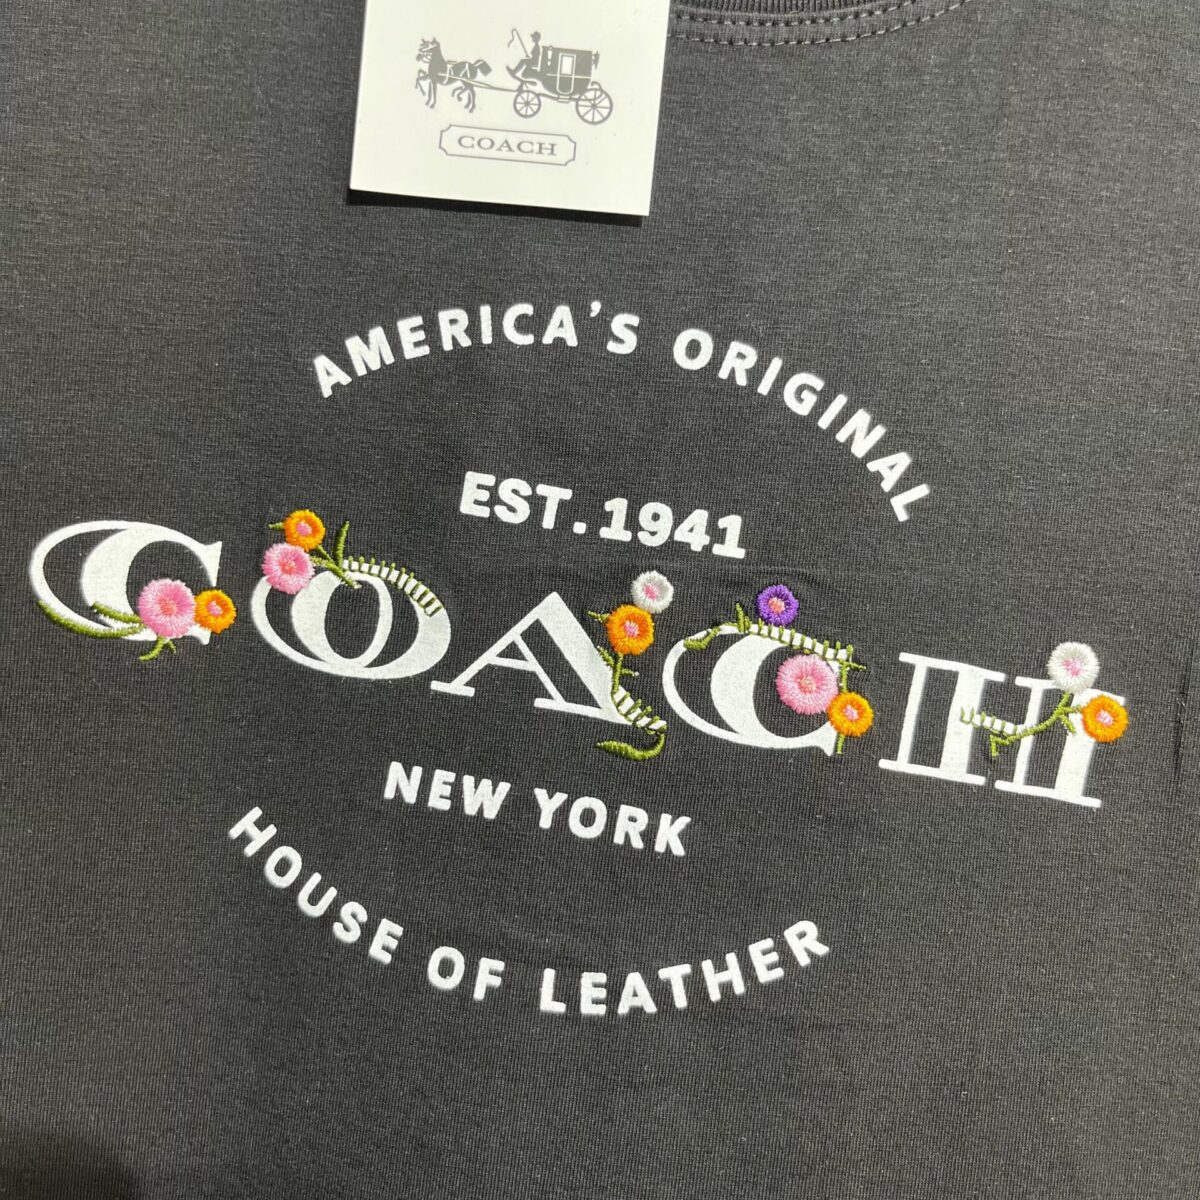 COACH
AMERICA'S ORIGINAL
EST.1941
COACH
NEW YORK
HOUSE OF LEATHER